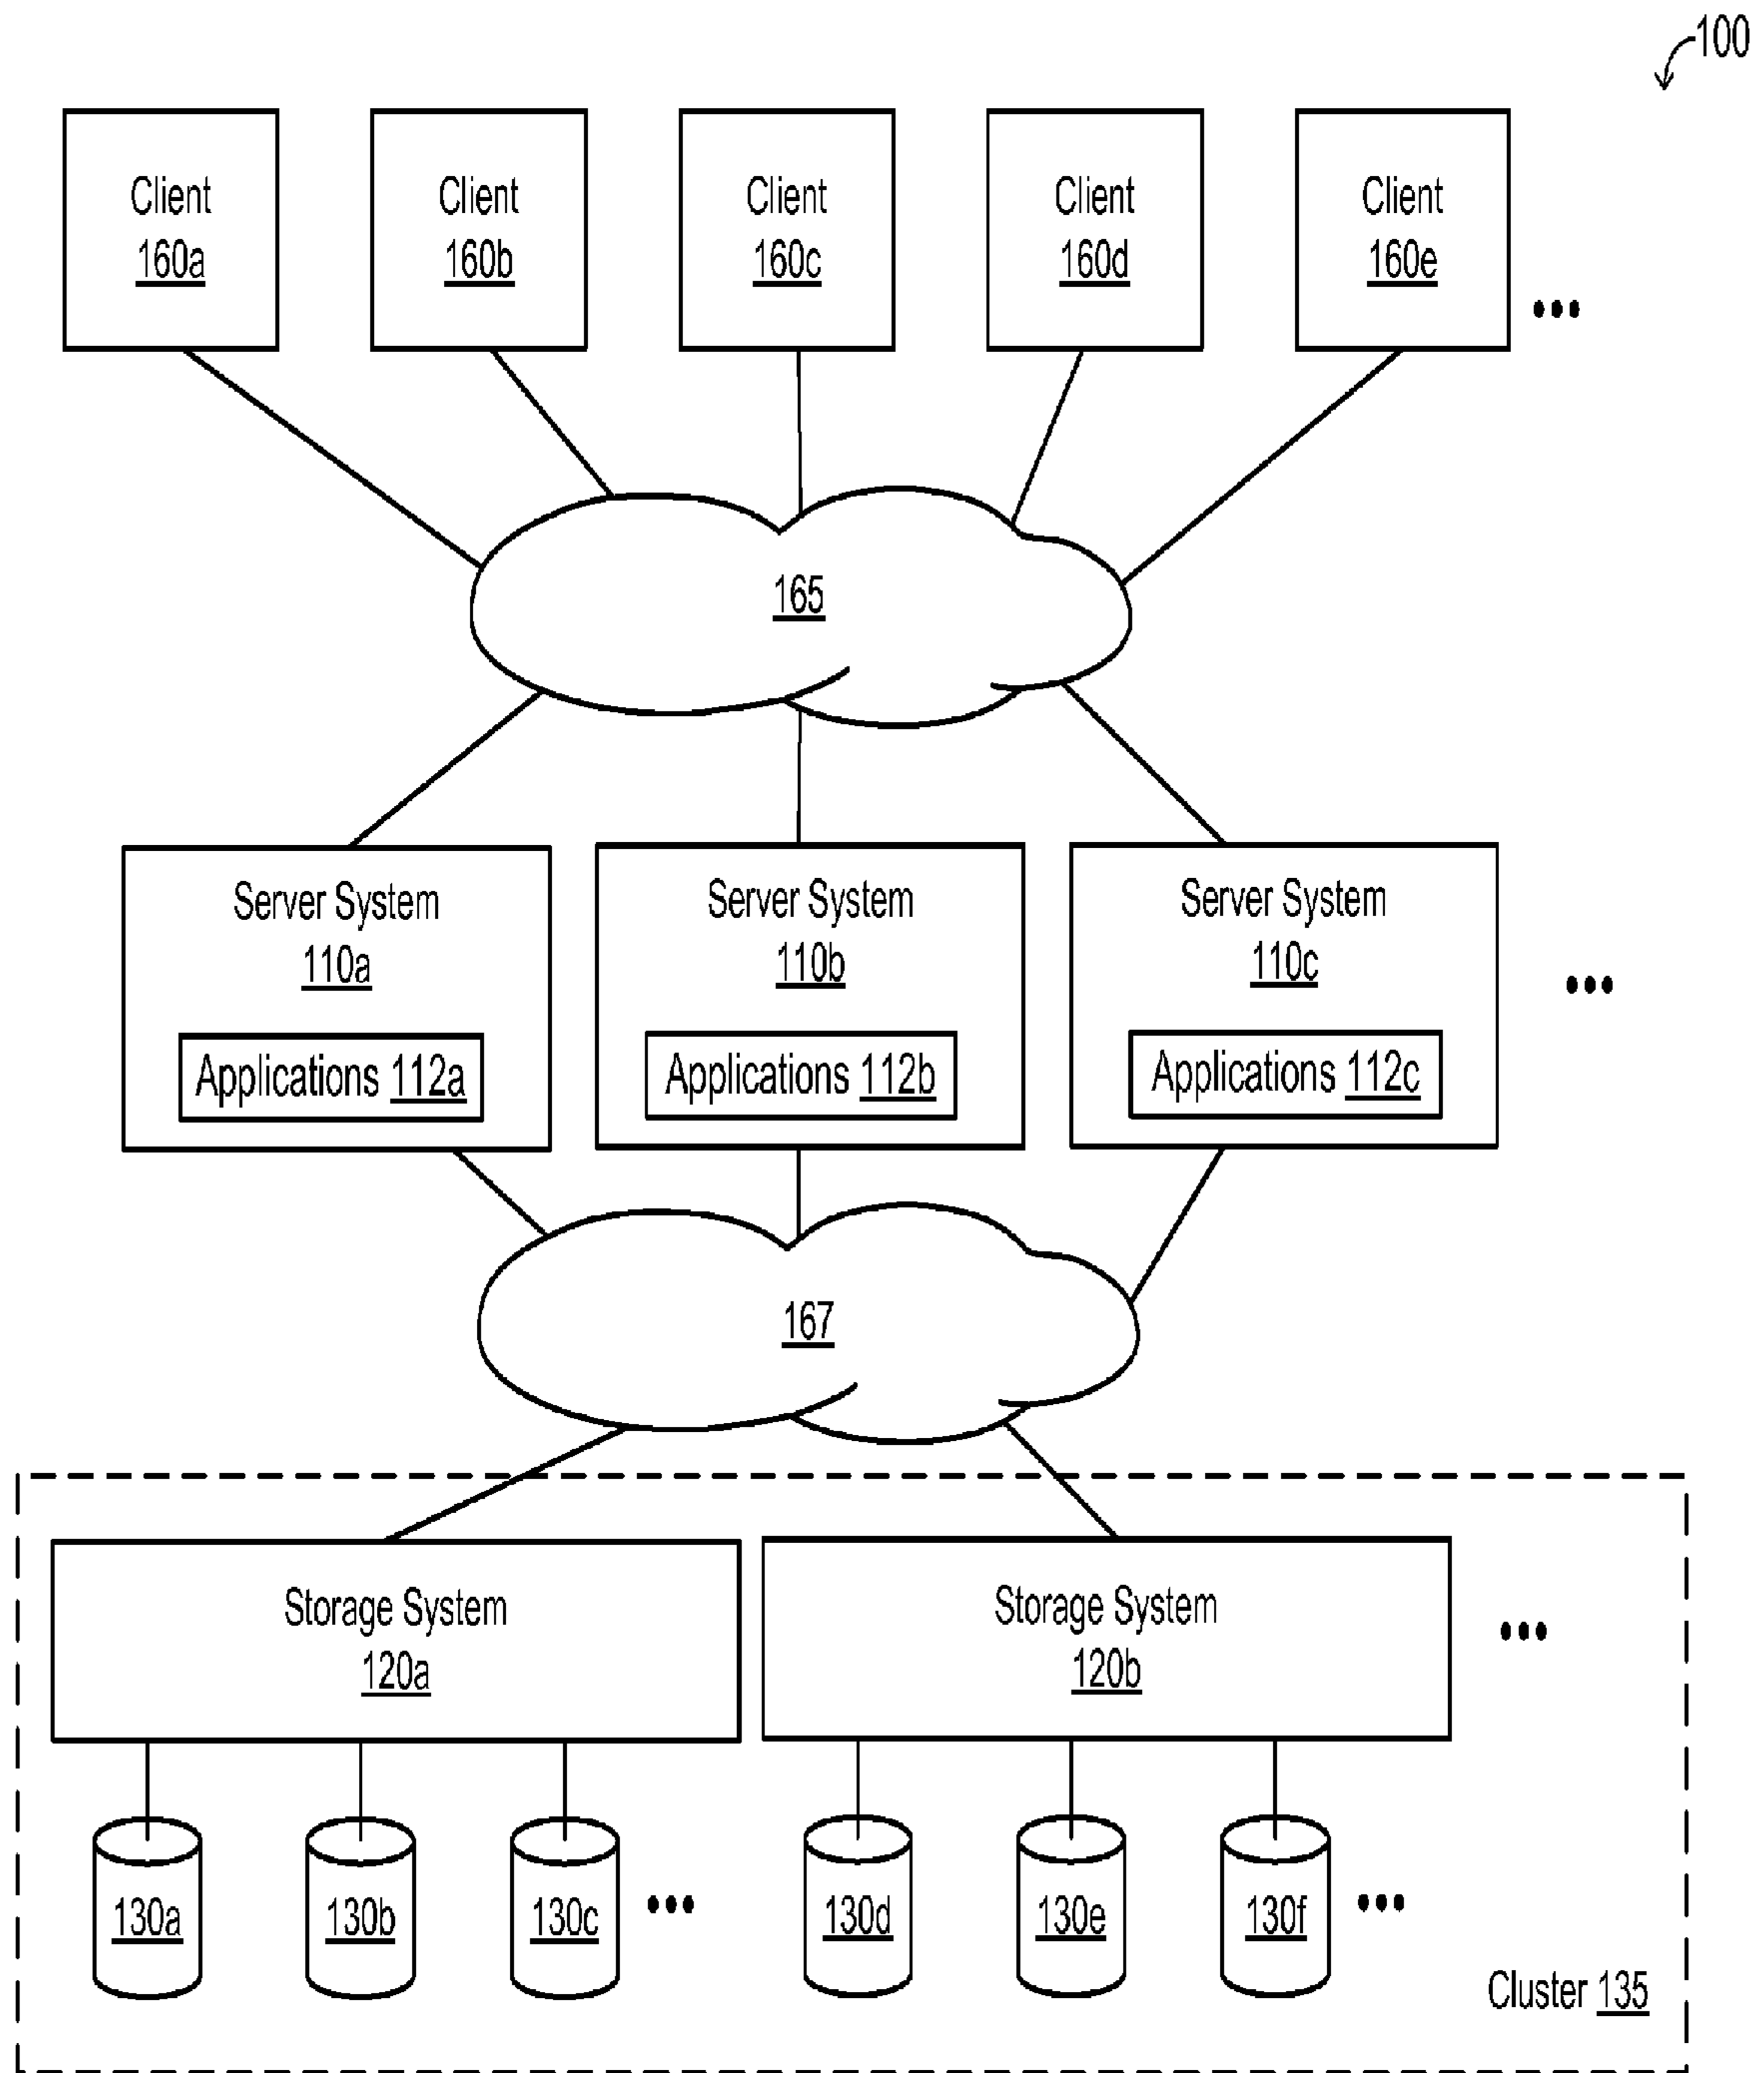 100
Client
160a
Client
160b
Client
160c
Client
160d
Client
160e
165
Server System
110a
Applications 112a
Server System
110b
Applications 112b
Server System
110c
Applications 112c
167
Storage System
120a
Storage System
120b
130a
130b
130c
130d
130e
130f
Cluster 135